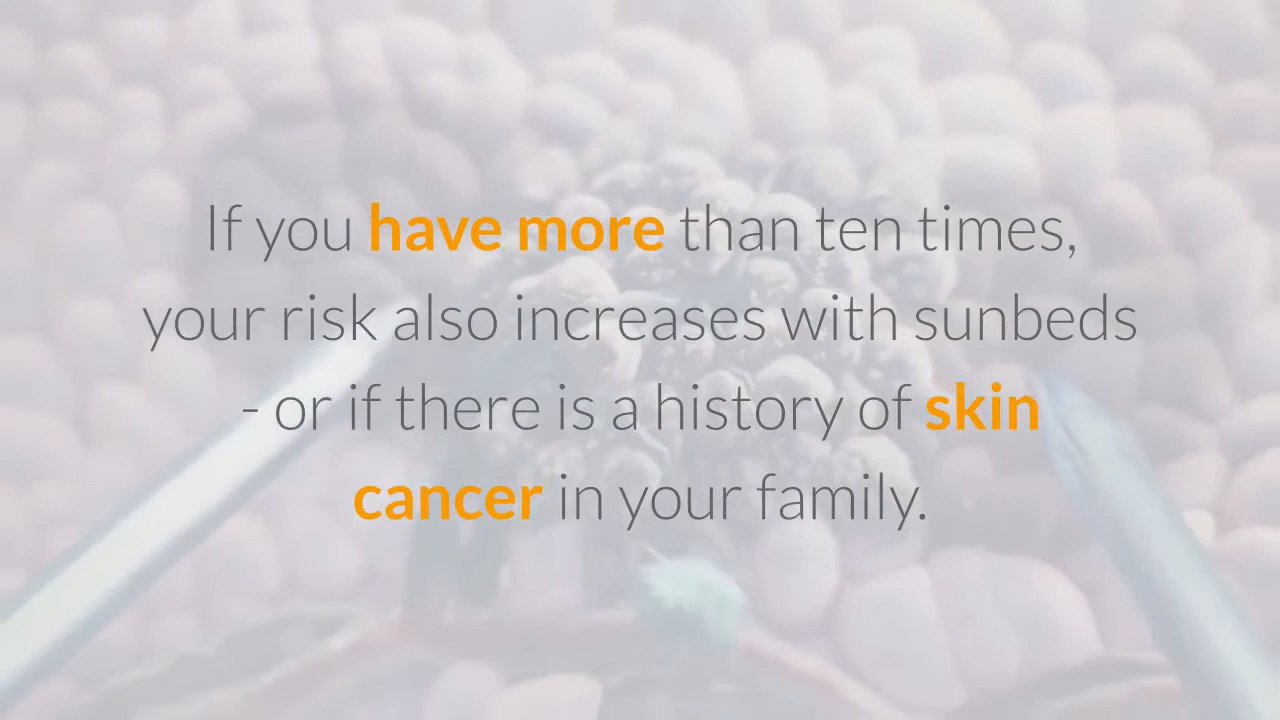 If you have more than ten times,
your risk also increases with sunbeds
- or if there is a history of skin
cancer in your family.